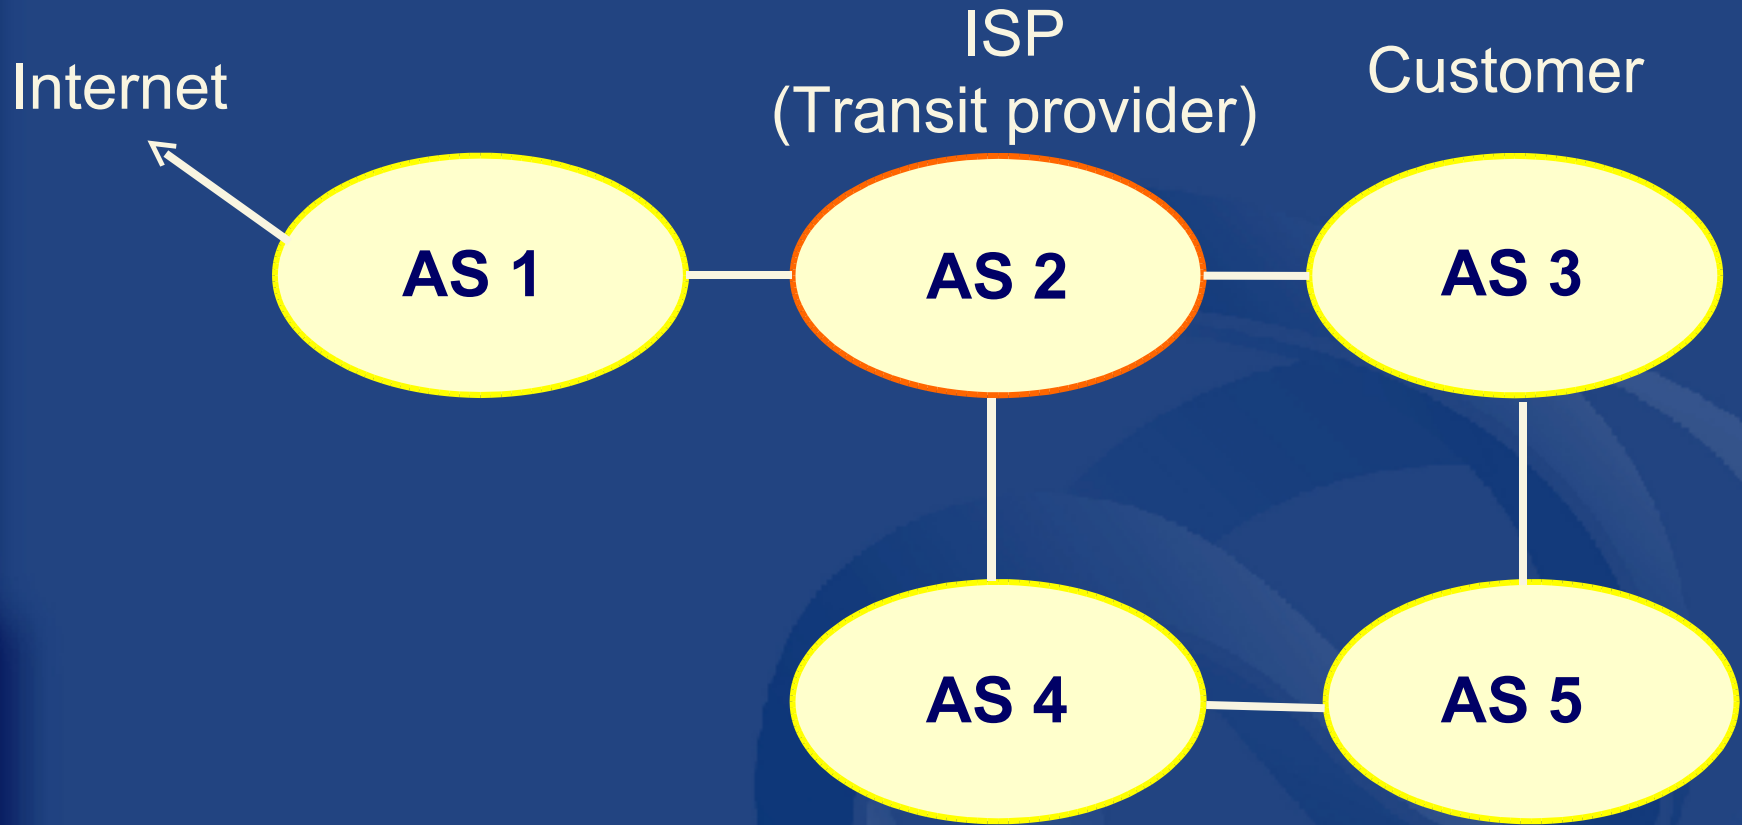 Internet
ISP
(Transit provider)
Customer
AS 1
AS 2
AS 3
AS 4
AS 5